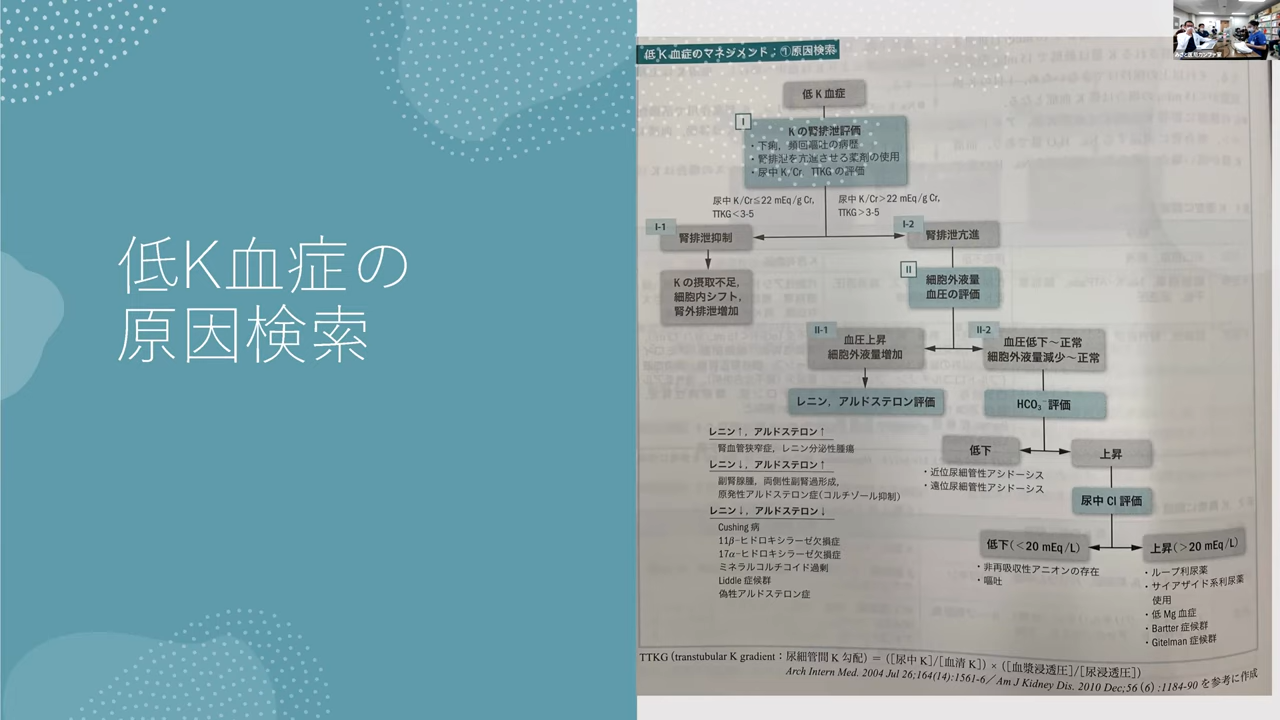 低K血症の
原因検索
低K血症のマネジメント：①原因検索
低K血症
I
Kの腎排泄評価
・下痢，頻回嘔吐の病歴
・腎排泄を亢進させる薬剤の使用
・尿中K/Cr，TTKGの評価
尿中K/Cr≦22 mEq/g Cr,
TTKG＜3-5
尿中K/Cr＞22 mEq/g Cr,
TTKG＞3-5
I-1
腎排泄抑制
I-2
腎排泄亢進
Kの摂取不足，
細胞内シフト，
腎外排泄増加
II
細胞外液量
血圧の評価
II-1
血圧上昇
細胞外液量増加
II-2
血圧低下～正常
細胞外液量減少～正常
レニン，アルドステロン評価
HCO₃⁻評価
レニン↑，アルドステロン↑
腎血管狭窄症，レニン分泌性腫瘍
レニン↓，アルドステロン↑
副腎腺腫，両側性副腎過形成，
原発性アルドステロン症（コルチゾール抑制）
レニン↓，アルドステロン↓
Cushing病
11β-ヒドロキシラーゼ欠損症
17α-ヒドロキシラーゼ欠損症
ミネラルコルチコイド過剰
Liddle症候群
偽性アルドステロン症
低下
上昇
・近位尿細管性アシドーシス
・遠位尿細管性アシドーシス
尿中Cl評価
低下（＜20 mEq/L）
上昇（＞20 mEq/L）
・非再吸収性アニオンの存在
・嘔吐
・ループ利尿薬
・サイアザイド系利尿薬
使用
・低Mg血症
・Bartter症候群
・Gitelman症候群
TTKG（transtubular K gradient：尿細管間K勾配）＝（[尿中K]/[血清K]）×（[血漿浸透圧]/[尿浸透圧]）
Arch Intern Med. 2004 Jul 26;164(14):1561-6／Am J Kidney Dis. 2010 Dec;56(6):1184-90を参考に作成